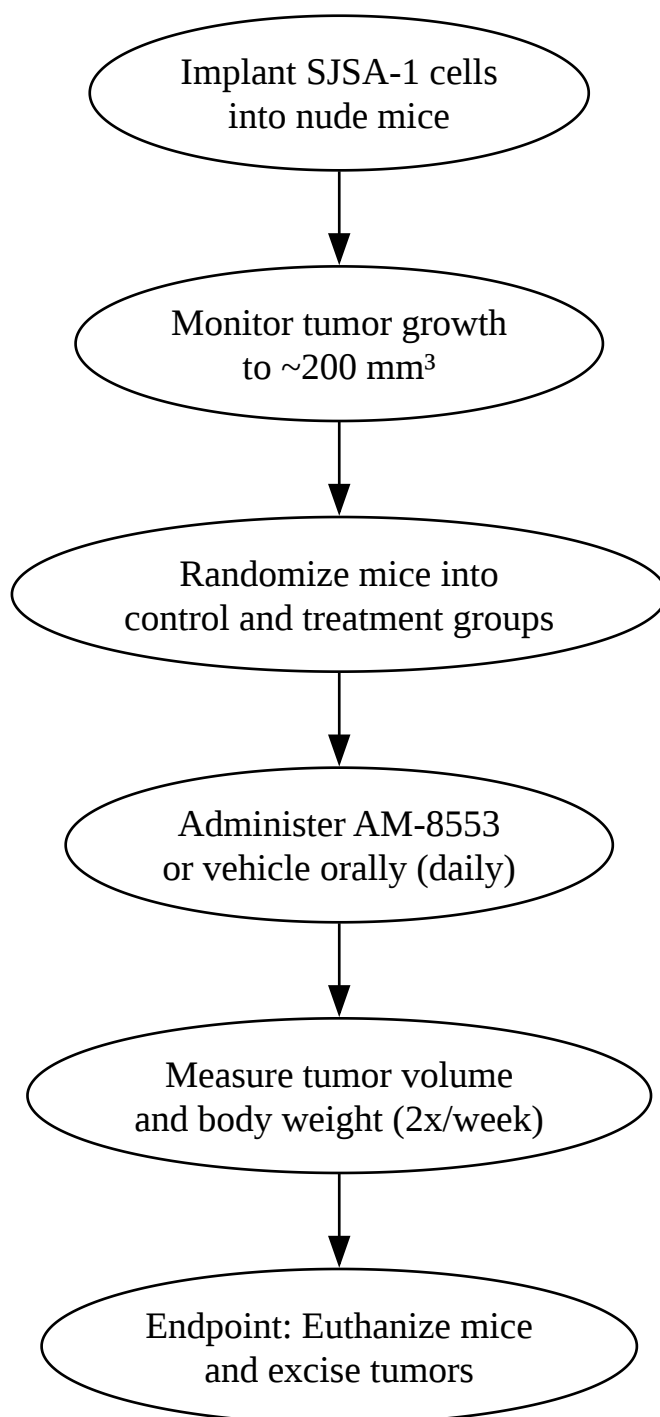 Implant SJSA-1 cells
into nude mice
Monitor tumor growth
to ~200 mm³
Randomize mice into
control and treatment groups
Administer AM-8553
or vehicle orally (daily)
Measure tumor volume
and body weight (2x/week)
Endpoint: Euthanize mice
and excise tumors